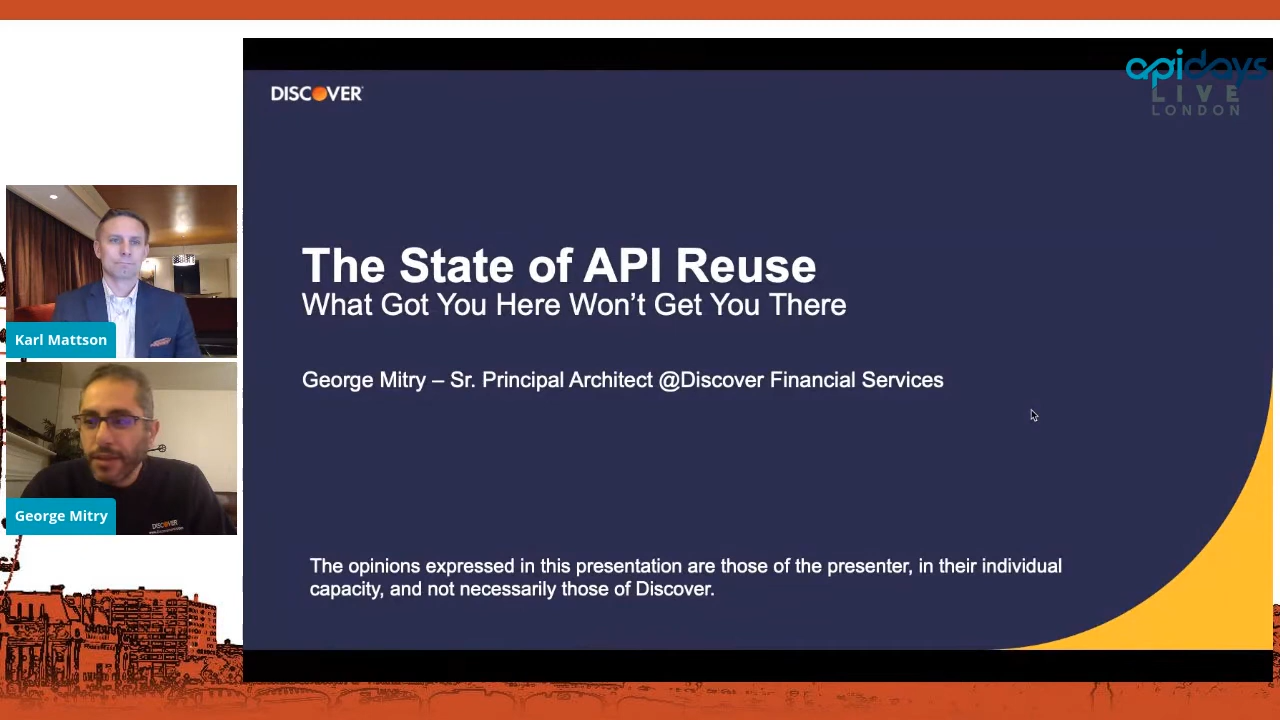 apidays
LIVE
LONDON
DISCOVER
The State of API Reuse
What Got You Here Won’t Get You There
George Mitry – Sr. Principal Architect @Discover Financial Services
The opinions expressed in this presentation are those of the presenter, in their individual
capacity, and not necessarily those of Discover.
Karl Mattson
George Mitry
DISCOVER